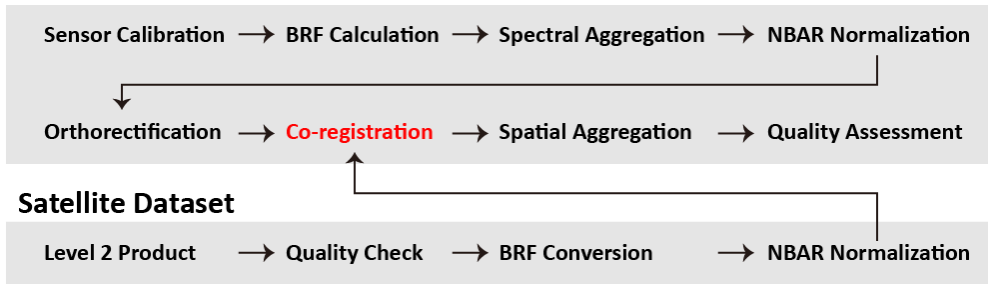 Sensor Calibration → BRF Calculation → Spectral Aggregation → NBAR Normalization
Orthorectification → Co-registration → Spatial Aggregation → Quality Assessment
Satellite Dataset
Level 2 Product → Quality Check → BRF Conversion → NBAR Normalization